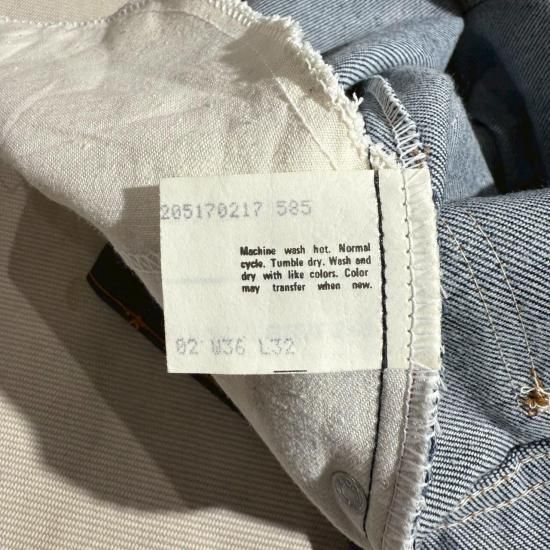 205170217 585
Machine wash hot. Normal
cycle. Tumble dry. Wash and
dry with like colors. Color
may transfer when new.
02 W36 L32